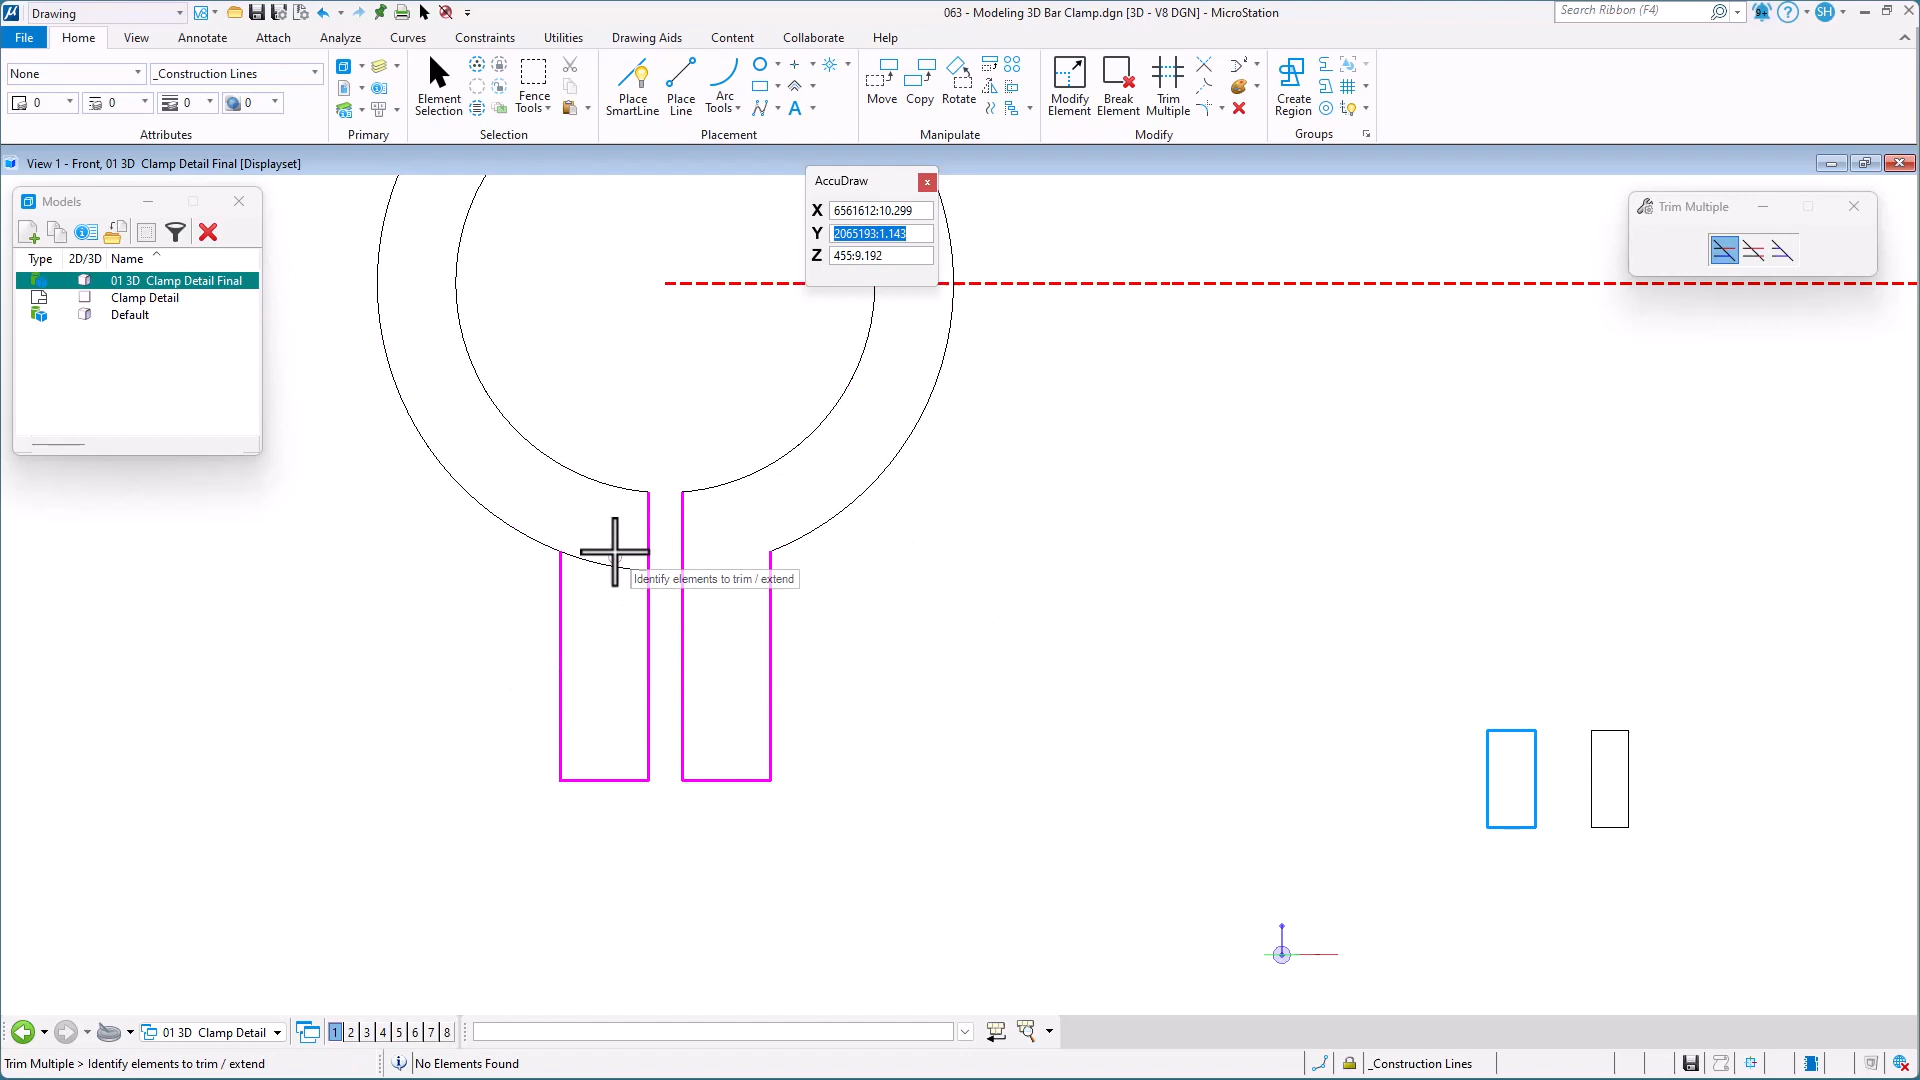 Drawing
063 - Modeling 3D Bar Clamp.dgn [3D - V8 DGN] - MicroStation
Search Ribbon (F4)
9+
SH
File
Home
View
Annotate
Attach
Analyze
Curves
Constraints
Utilities
Drawing Aids
Content
Collaborate
Help
None
_Construction Lines
0
0
0
0
Element Selection
Fence Tools
Place SmartLine
Place Line
Arc Tools
Move
Copy
Rotate
Modify Element
Break Element
Trim Multiple
Create Region
Attributes
Primary
Selection
Placement
Manipulate
Modify
Groups
View 1 - Front, 01 3D  Clamp Detail Final [Displayset]
Models
Type
2D/3D
Name
01 3D  Clamp Detail Final
Clamp Detail
Default
AccuDraw
X 6561612:10.299
Y 2065193:1.143
Z 455:9.192
Trim Multiple
Identify elements to trim / extend
01 3D  Clamp Detail
1 2 3 4 5 6 7 8
Trim Multiple > Identify elements to trim / extend
No Elements Found
_Construction Lines